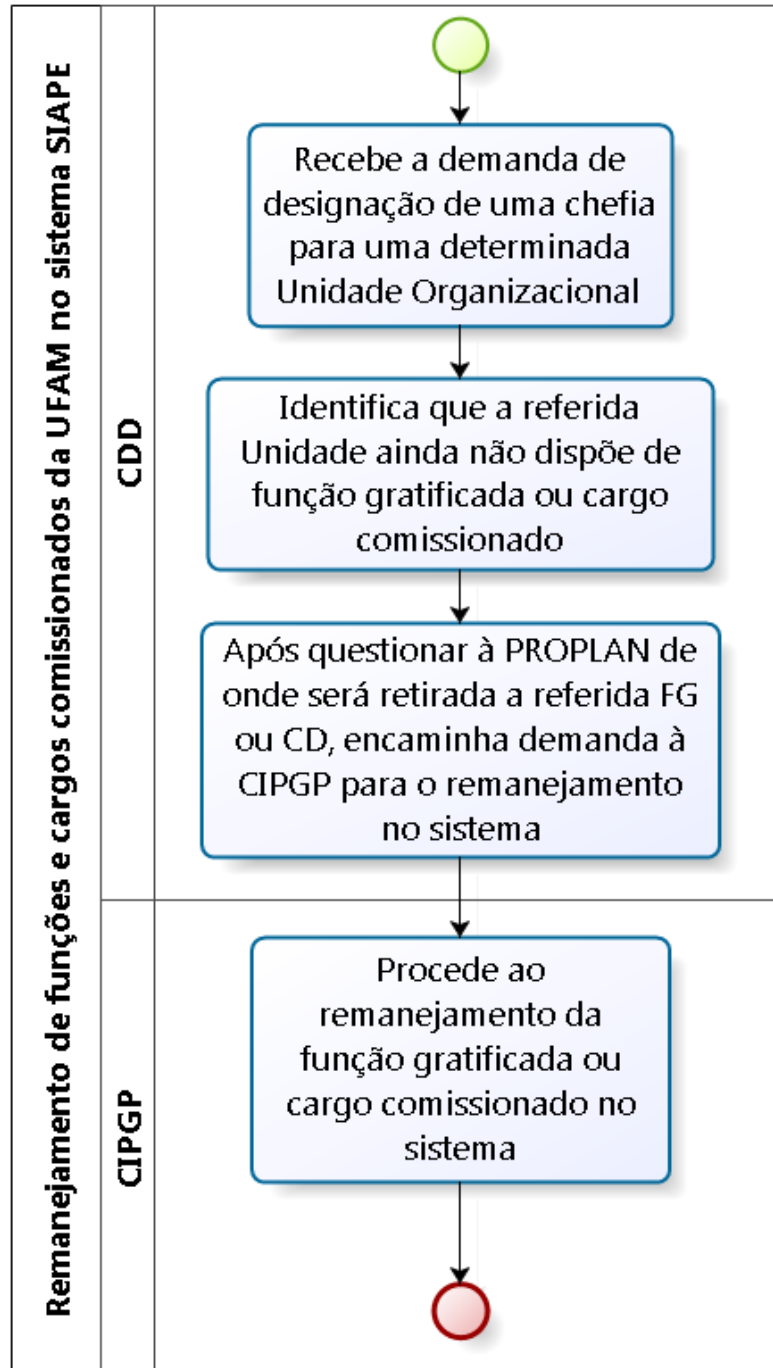 Remanejamento de funções e cargos comissionados da UFAM no sistema SIAPE
CDD
Recebe a demanda de
designação de uma chefia
para uma determinada
Unidade Organizacional
Identifica que a referida
Unidade ainda não dispõe de
função gratificada ou cargo
comissionado
Após questionar à PROPLAN de
onde será retirada a referida FG
ou CD, encaminha demanda à
CIPGP para o remanejamento
no sistema
CIPGP
Procede ao
remanejamento da
função gratificada ou
cargo comissionado no
sistema